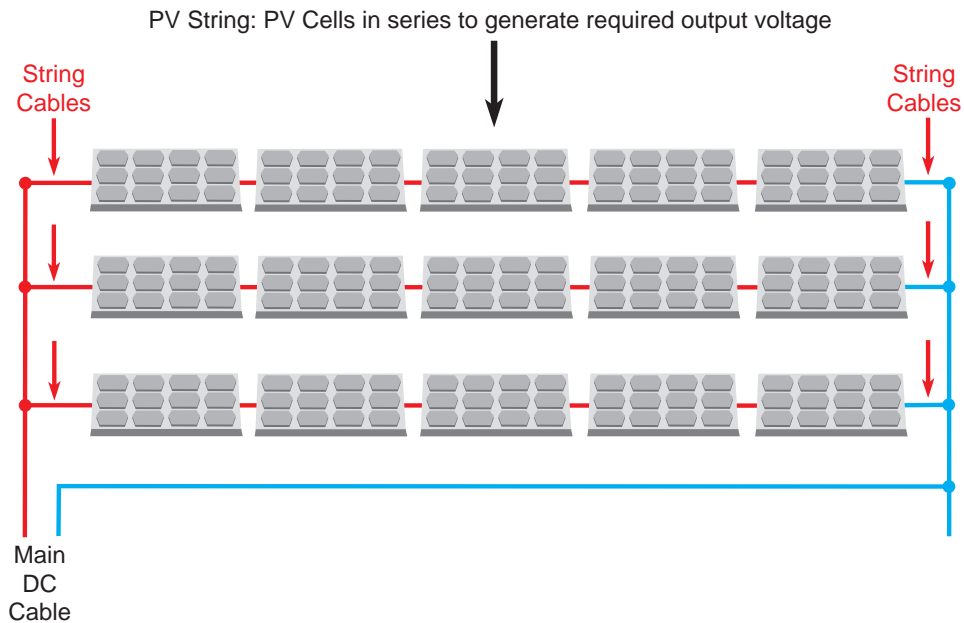 PV String: PV Cells in series to generate required output voltage
String
Cables
String
Cables
Main
DC
Cable